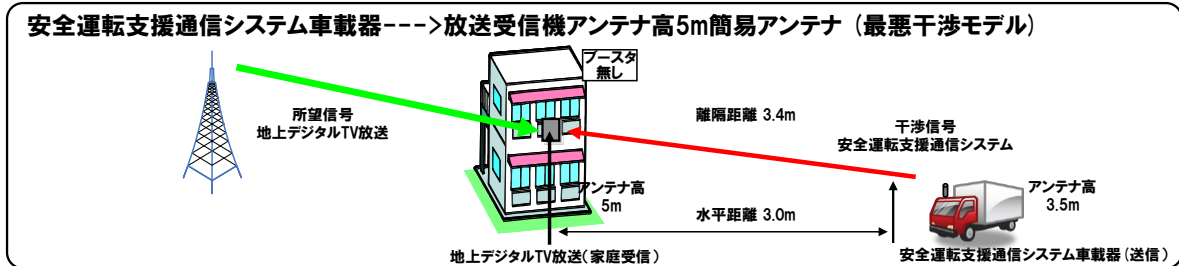 安全運転支援通信システム車載器--->放送受信機アンテナ高5m簡易アンテナ (最悪干渉モデル)
ブースタ
無し
所望信号
地上デジタルTV放送
離隔距離 3.4m
干渉信号
安全運転支援通信システム
アンテナ高
5m
アンテナ高
3.5m
水平距離 3.0m
地上デジタルTV放送(家庭受信)
安全運転支援通信システム車載器(送信)